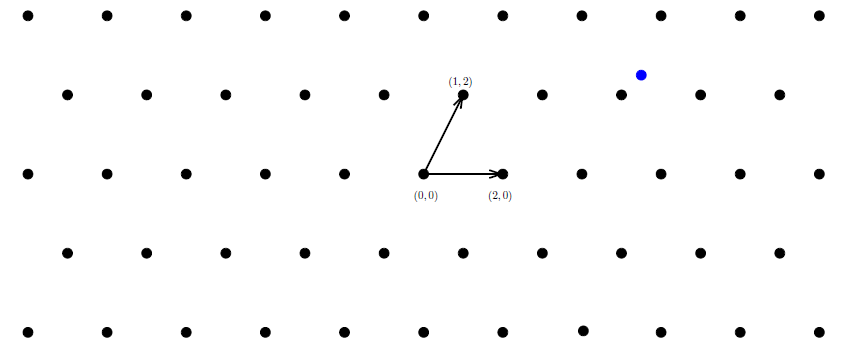 (1, 2)
(0, 0)
(2, 0)